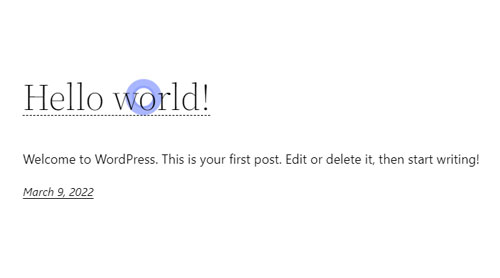 Hello world!
Welcome to WordPress. This is your first post. Edit or delete it, then start writing!
March 9, 2022